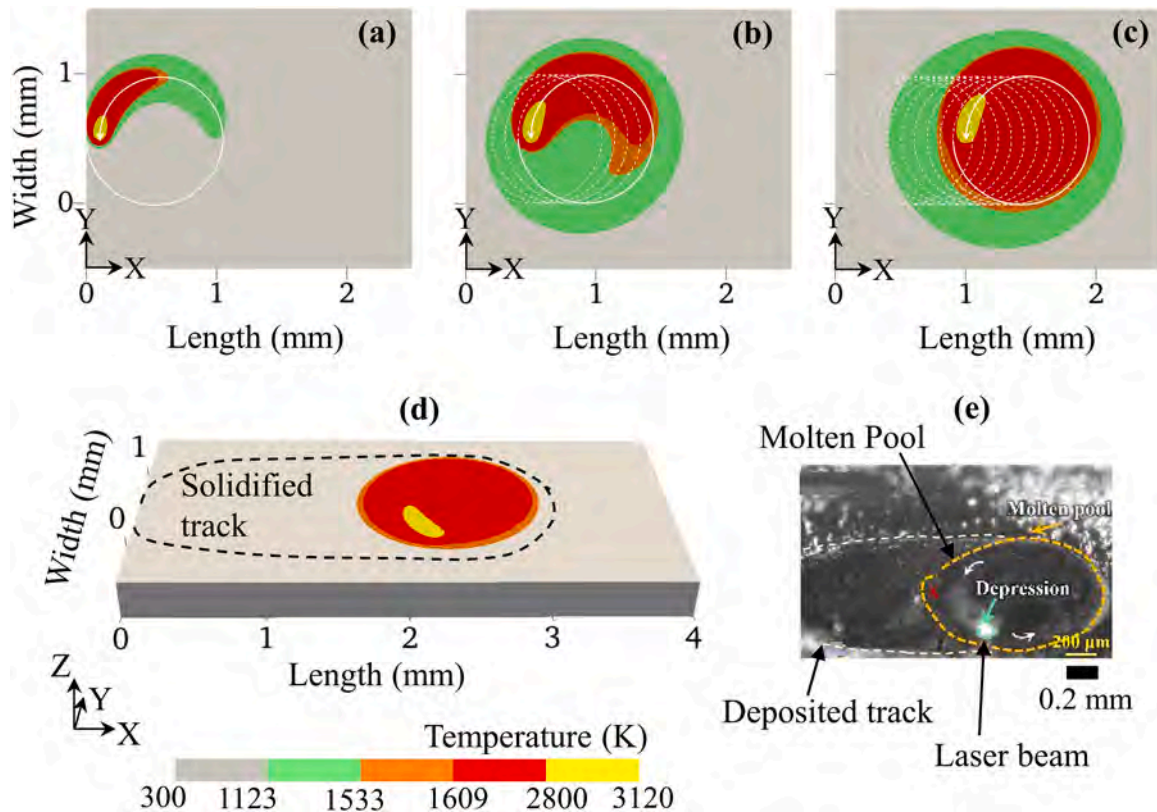 (a)
(b)
(c)
Width (mm)
1
0
Y
X
0
1
2
Length (mm)
Y
X
0
1
2
Length (mm)
Y
X
0
1
2
Length (mm)
(d)
(e)
Width (mm)
1
0
Solidified
track
0
1
2
3
4
Length (mm)
Z
Y
X
Molten Pool
Molten pool
Depression
x
200 µm
0.2 mm
Deposited track
Laser beam
Temperature (K)
300
1123
1533
1609
2800
3120